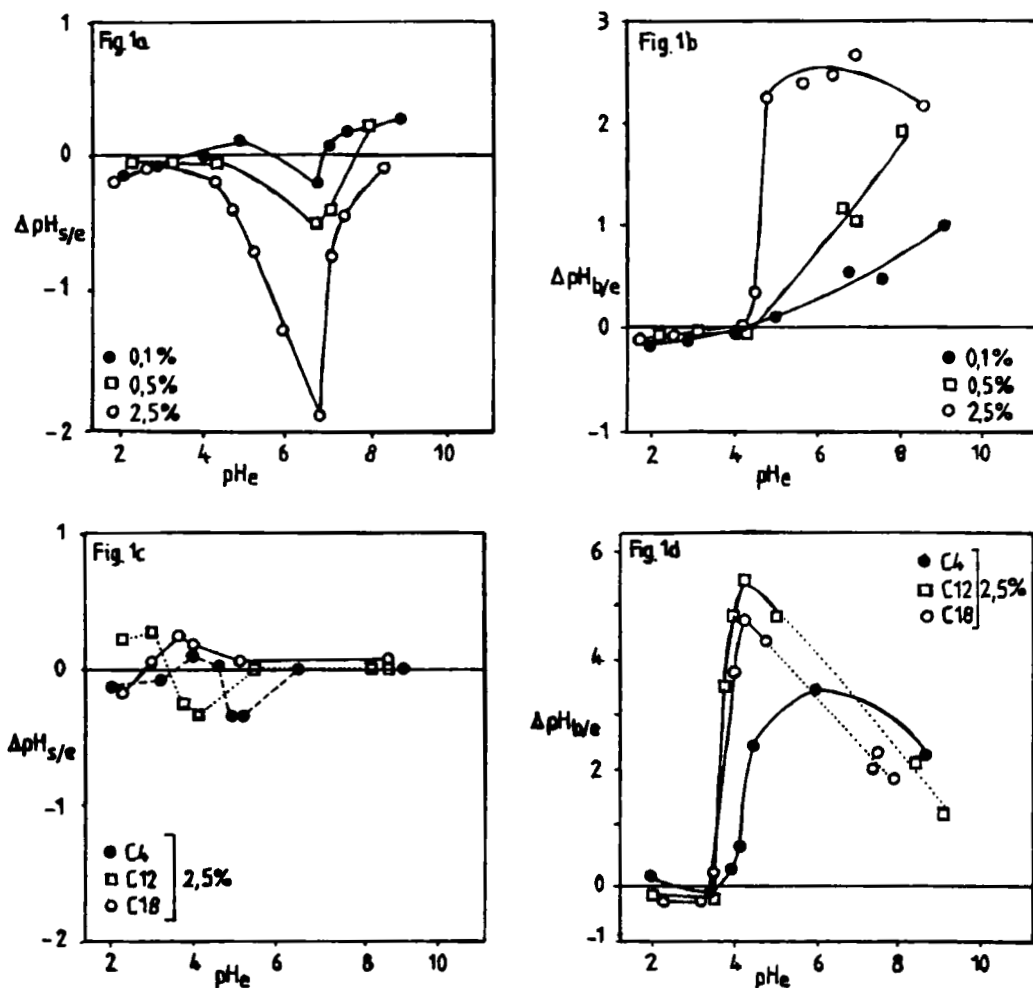 Fig.1a
1
0
-1
-2
ΔpHs/e
0,1%
0,5%
2,5%
2 4 6 8 10
pHe
Fig.1b
3
2
1
0
-1
ΔpHb/e
0,1%
0,5%
2,5%
2 4 6 8 10
pHe
Fig.1c
1
0
-1
-2
ΔpHs/e
C4
C12
C18
2,5%
2 4 6 8 10
pHe
Fig.1d
6
4
2
0
-1
ΔpHb/e
C4
C12
C18
2,5%
2 4 6 8 10
pHe